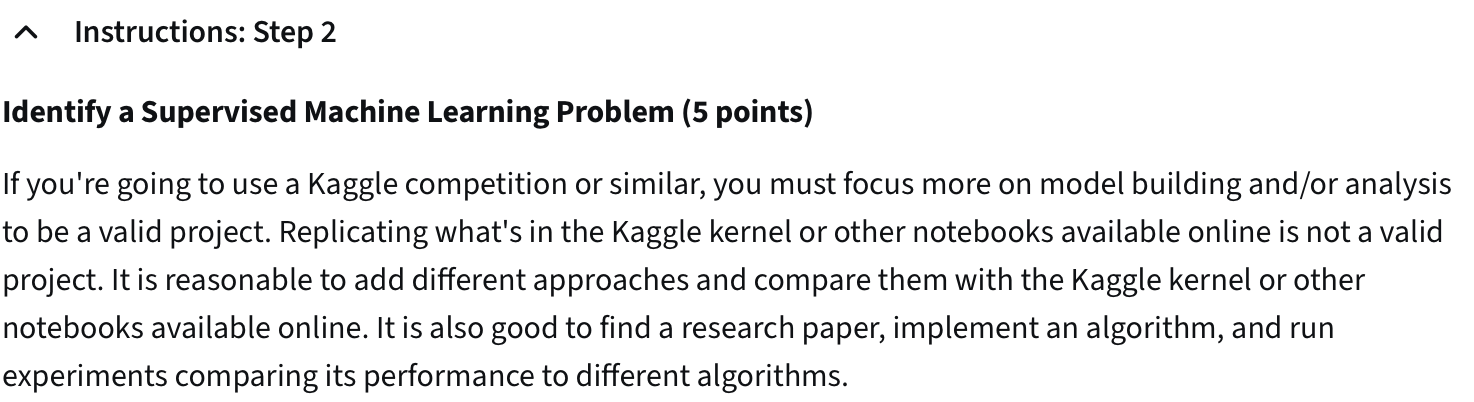 Instructions: Step 2
Identify a Supervised Machine Learning Problem (5 points)
If you're going to use a Kaggle competition or similar, you must focus more on model building and/or analysis
to be a valid project. Replicating what's in the Kaggle kernel or other notebooks available online is not a valid
project. It is reasonable to add different approaches and compare them with the Kaggle kernel or other
notebooks available online. It is also good to find a research paper, implement an algorithm, and run
experiments comparing its performance to different algorithms.